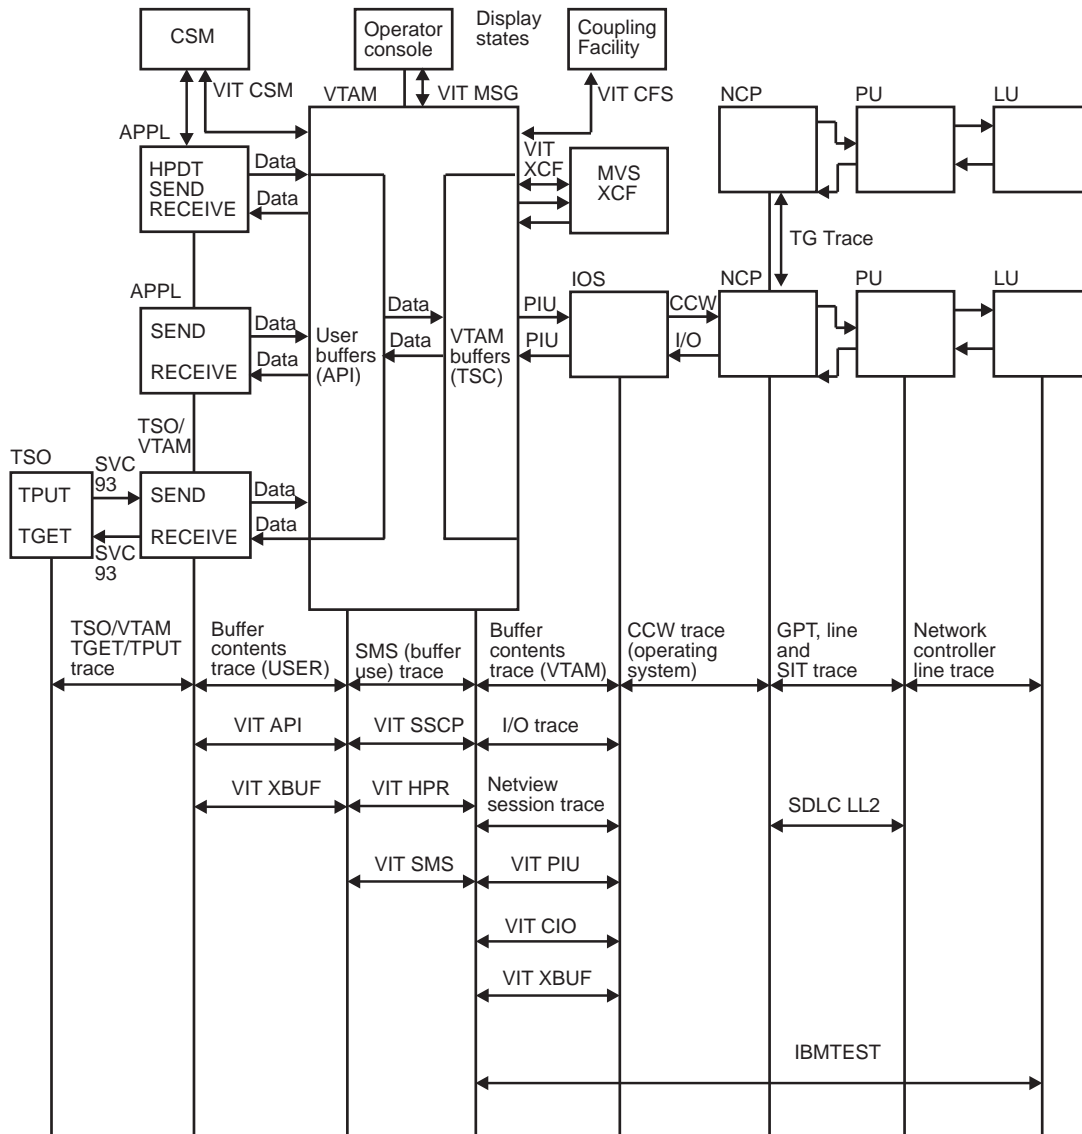 CSM
Operator
console
Display
states
Coupling
Facility
VIT CSM
VTAM
VIT MSG
VIT CFS
NCP
PU
LU
APPL
HPDT
SEND
RECEIVE
Data
Data
VIT
XCF
MVS
XCF
TG Trace
APPL
SEND
RECEIVE
Data
Data
User
buffers
(API)
Data
Data
VTAM
buffers
(TSC)
PIU
PIU
IOS
CCW
I/O
NCP
PU
LU
TSO/
VTAM
TSO
SVC
93
TPUT
TGET
SVC
93
SEND
RECEIVE
Data
Data
TSO/VTAM
TGET/TPUT
trace
Buffer
contents
trace (USER)
SMS (buffer
use) trace
Buffer
contents
trace (VTAM)
CCW trace
(operating
system)
GPT, line
and
SIT trace
Network
controller
line trace
VIT API
VIT SSCP
I/O trace
VIT XBUF
VIT HPR
Netview
session trace
SDLC LL2
VIT SMS
VIT PIU
VIT CIO
VIT XBUF
IBMTEST